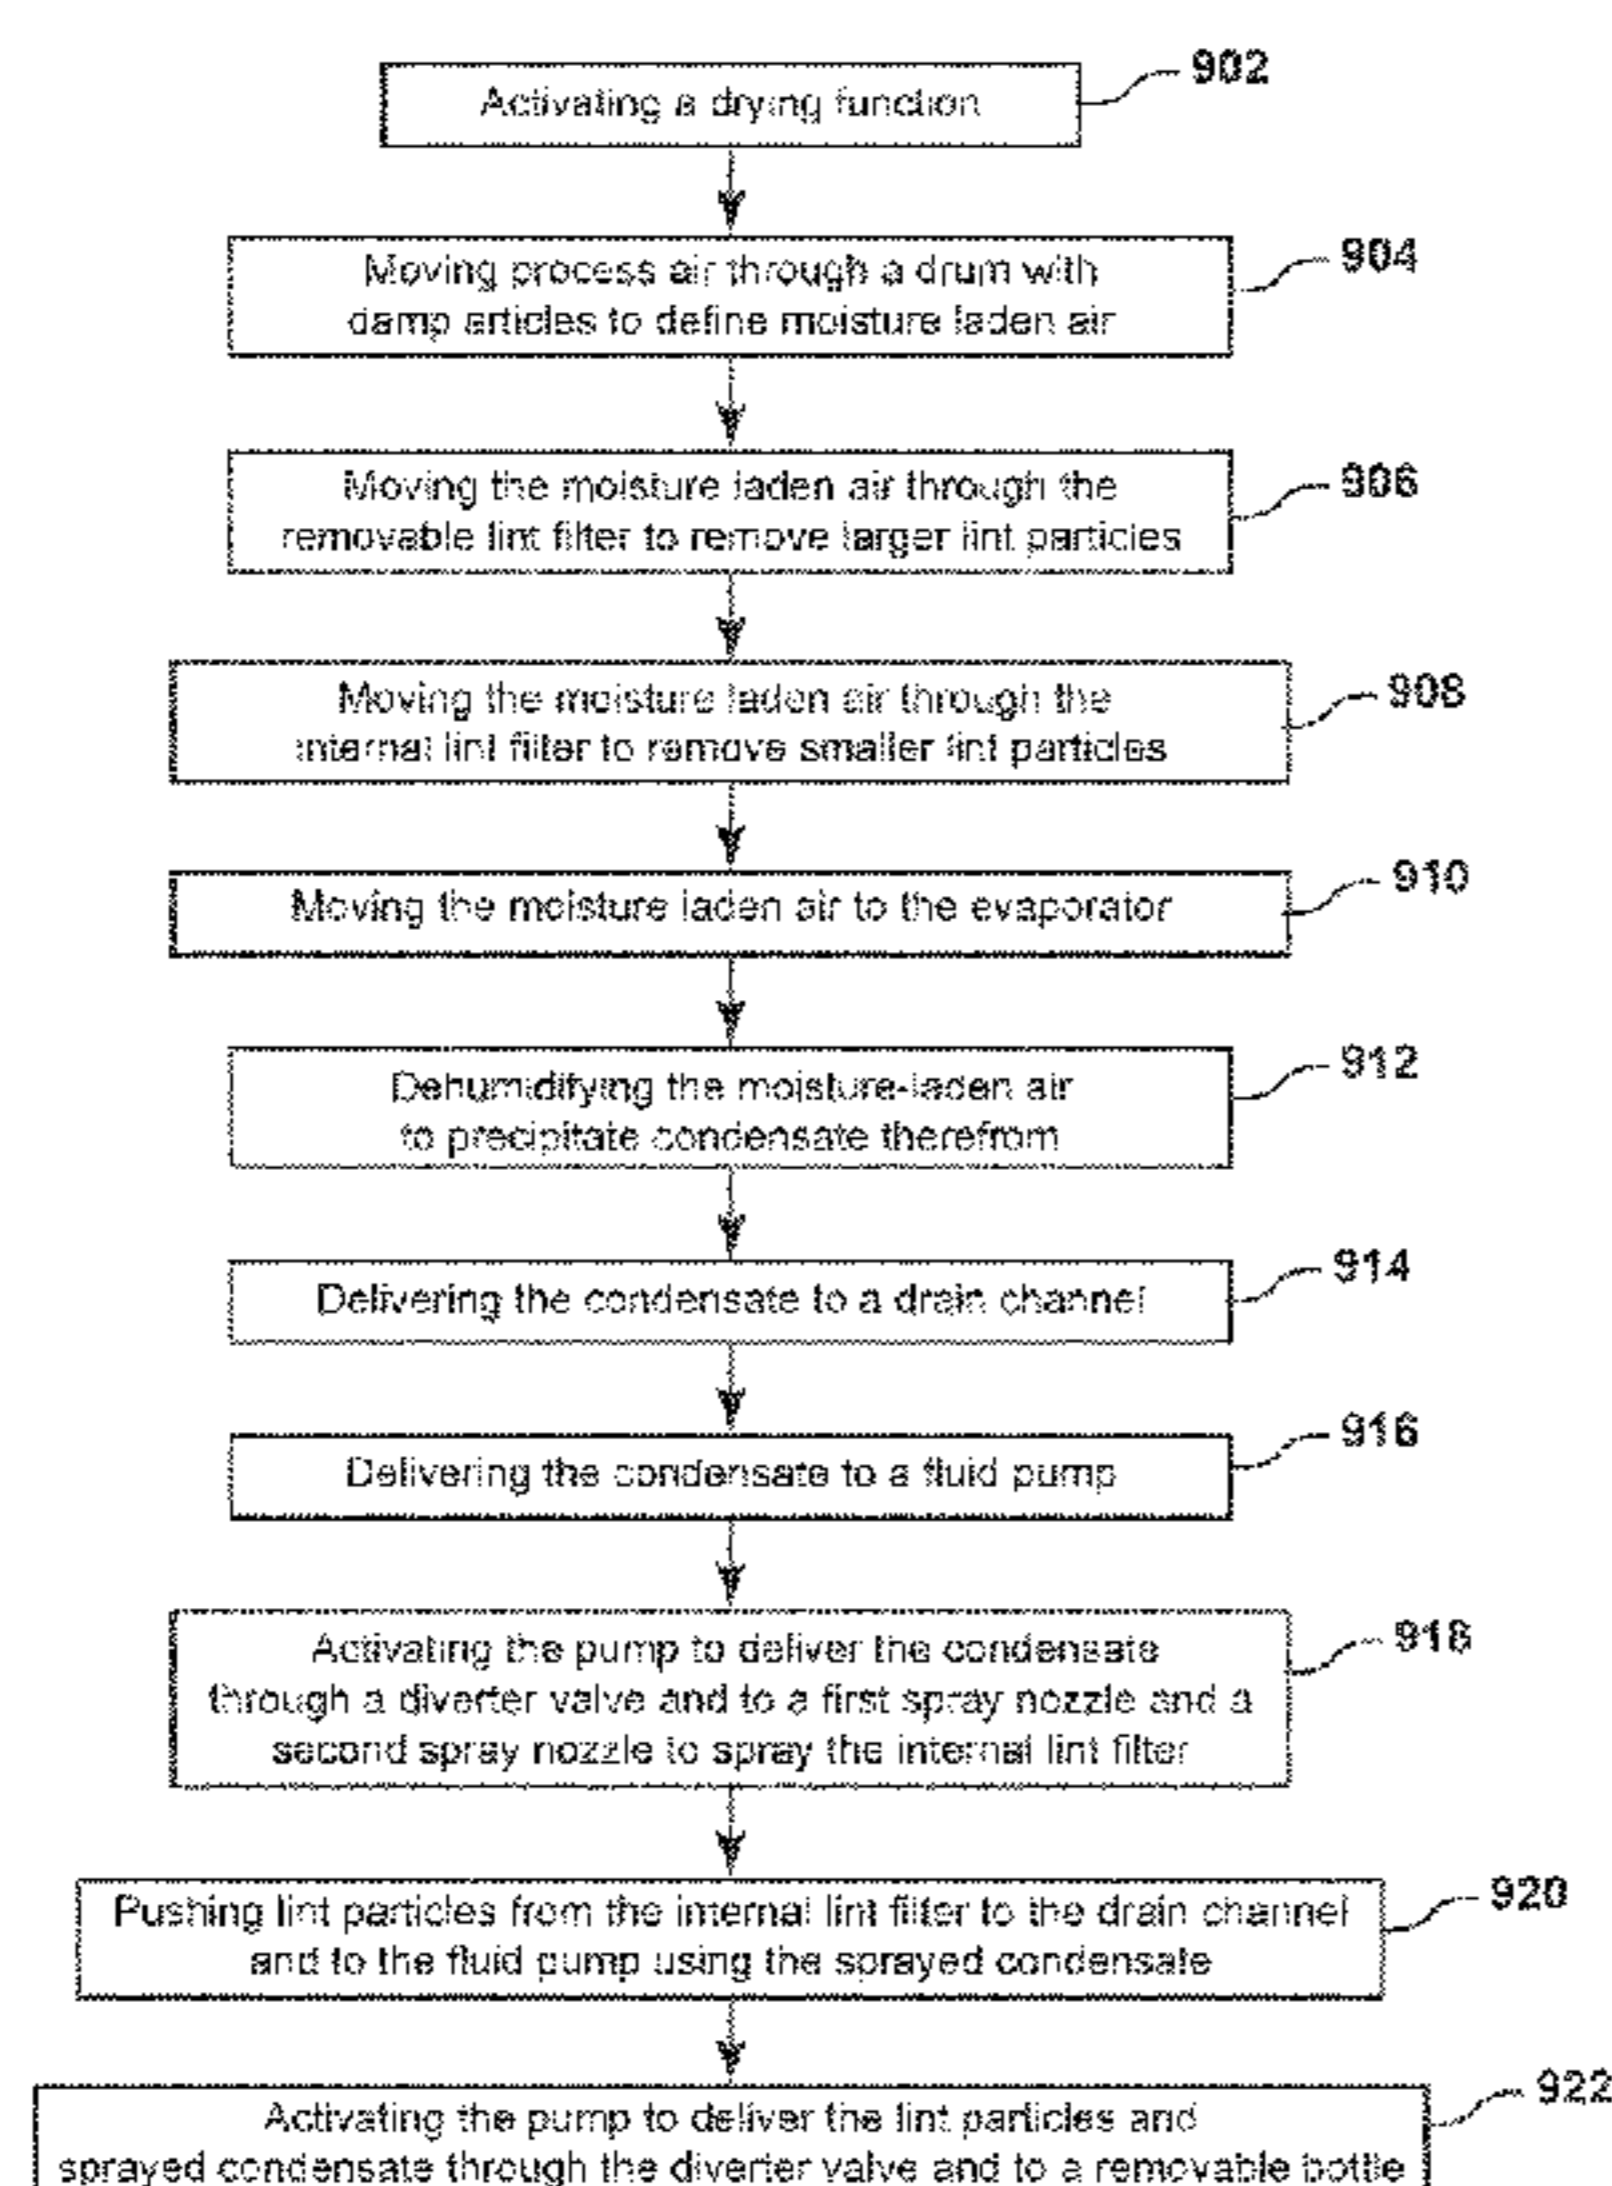 Activating a drying function
902
Moving process air through a drum with
damp articles to define moisture laden air
904
Moving the moisture laden air through the
removable lint filter to remove larger lint particles
906
Moving the moisture laden air through the
internal lint filter to remove smaller lint particles
908
Moving the moisture laden air to the evaporator
910
Dehumidifying the moisture-laden air
to precipitate condensate therefrom
912
Delivering the condensate to a drain channel
914
Delivering the condensate to a fluid pump
916
Activating the pump to deliver the condensate
through a diverter valve and to a first spray nozzle and a
second spray nozzle to spray the internal lint filter
918
Pushing lint particles from the internal lint filter to the drain channel
and to the fluid pump using the sprayed condensate
920
Activating the pump to deliver the lint particles and
sprayed condensate through the diverter valve and to a removable bottle
922